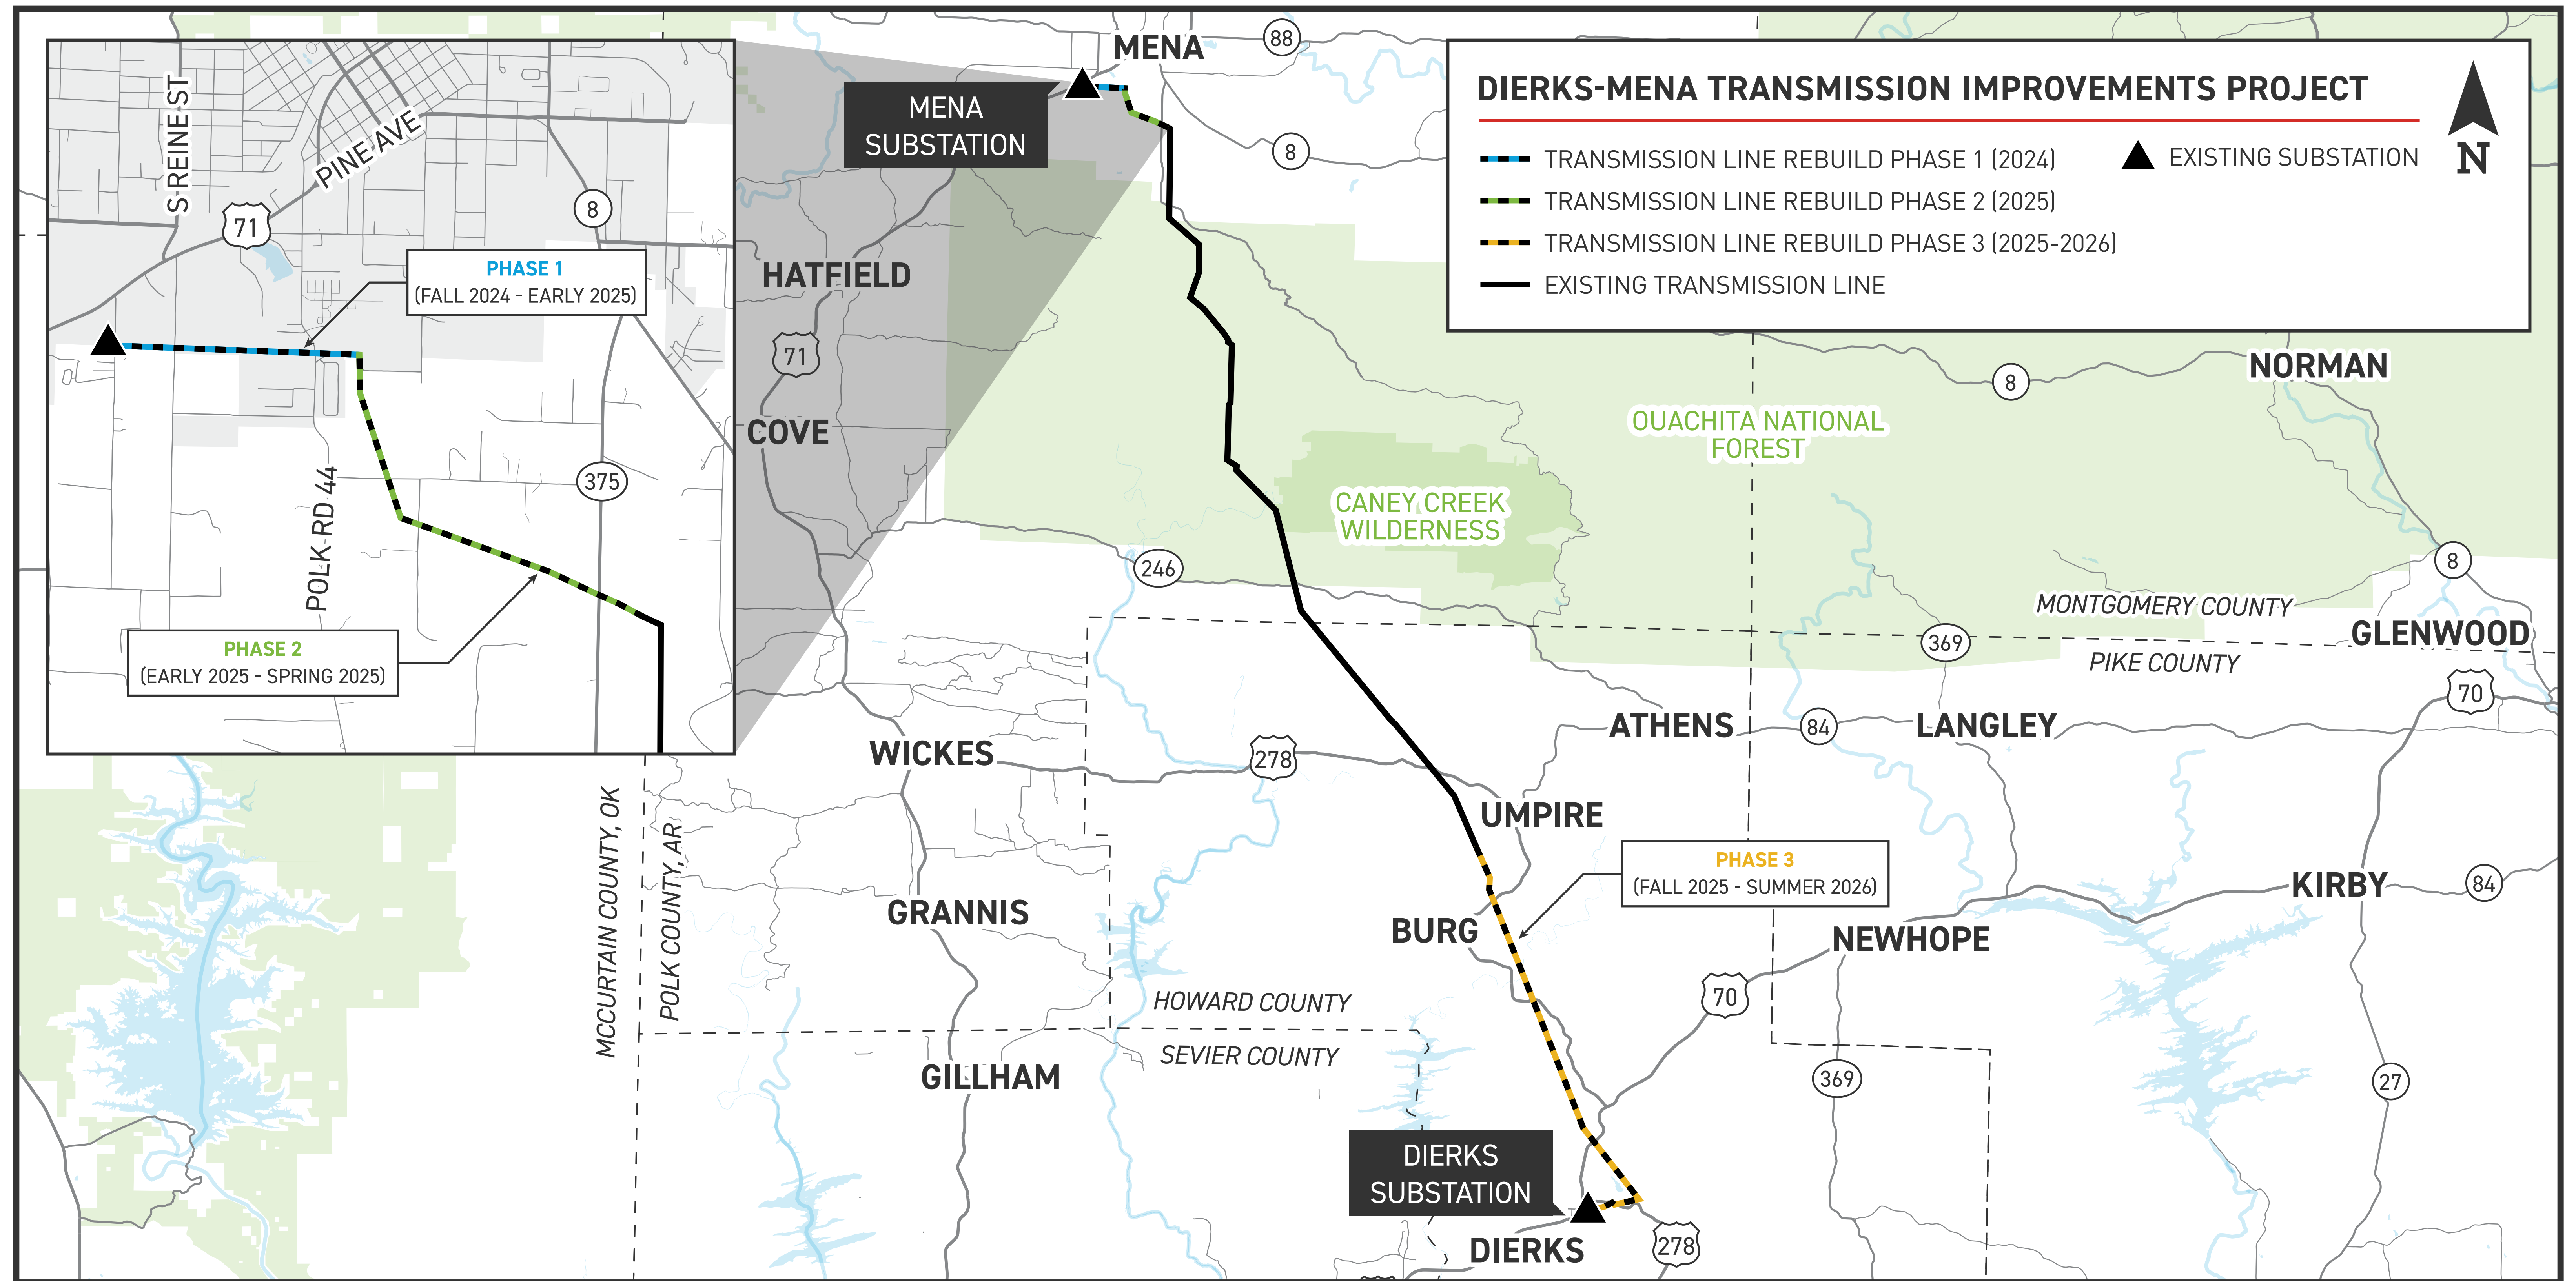 DIERKS-MENA TRANSMISSION IMPROVEMENTS PROJECT
TRANSMISSION LINE REBUILD PHASE 1 (2024)
TRANSMISSION LINE REBUILD PHASE 2 (2025)
TRANSMISSION LINE REBUILD PHASE 3 (2025-2026)
EXISTING TRANSMISSION LINE
EXISTING SUBSTATION
N
S REINE ST
PINE AVE
71
8
PHASE 1
(FALL 2024 - EARLY 2025)
375
POLK RD 44
PHASE 2
(EARLY 2025 - SPRING 2025)
MENA
88
MENA
SUBSTATION
8
HATFIELD
71
COVE
NORMAN
8
OUACHITA NATIONAL
FOREST
CANEY CREEK
WILDERNESS
246
8
MONTGOMERY COUNTY
369
GLENWOOD
PIKE COUNTY
70
ATHENS
84
LANGLEY
WICKES
278
UMPIRE
MCCURTAIN COUNTY, OK
POLK COUNTY, AR
PHASE 3
(FALL 2025 - SUMMER 2026)
KIRBY
84
GRANNIS
BURG
NEWHOPE
70
HOWARD COUNTY
SEVIER COUNTY
GILLHAM
369
27
DIERKS
SUBSTATION
DIERKS
278